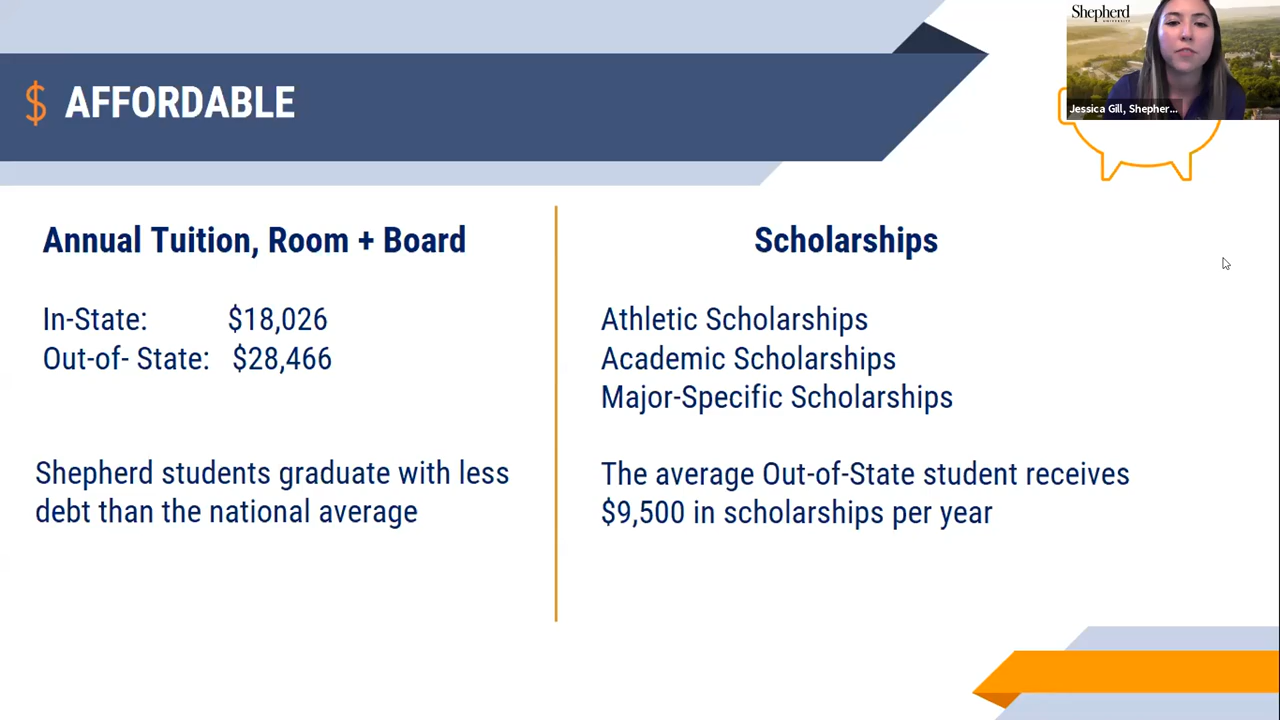 $ AFFORDABLE
Shepherd
UNIVERSITY
Jessica Gill, Shepher...
Annual Tuition, Room + Board
In-State: $18,026
Out-of- State: $28,466
Shepherd students graduate with less
debt than the national average
Scholarships
Athletic Scholarships
Academic Scholarships
Major-Specific Scholarships
The average Out-of-State student receives
$9,500 in scholarships per year